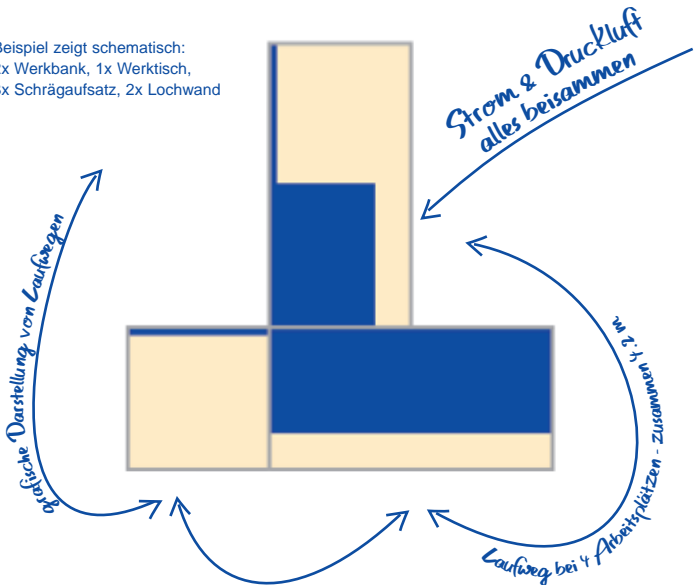 Beispiel zeigt schematisch:
2x Werkbank, 1x Werktisch,
x Schrägaufsatz, 2x Lochwand
Strom & Druckluft
alles beisammen
grafische Darstellung von Laufwegen
Laufweg bei 4 Arbeitsplätzen - zusammen 4,2 m